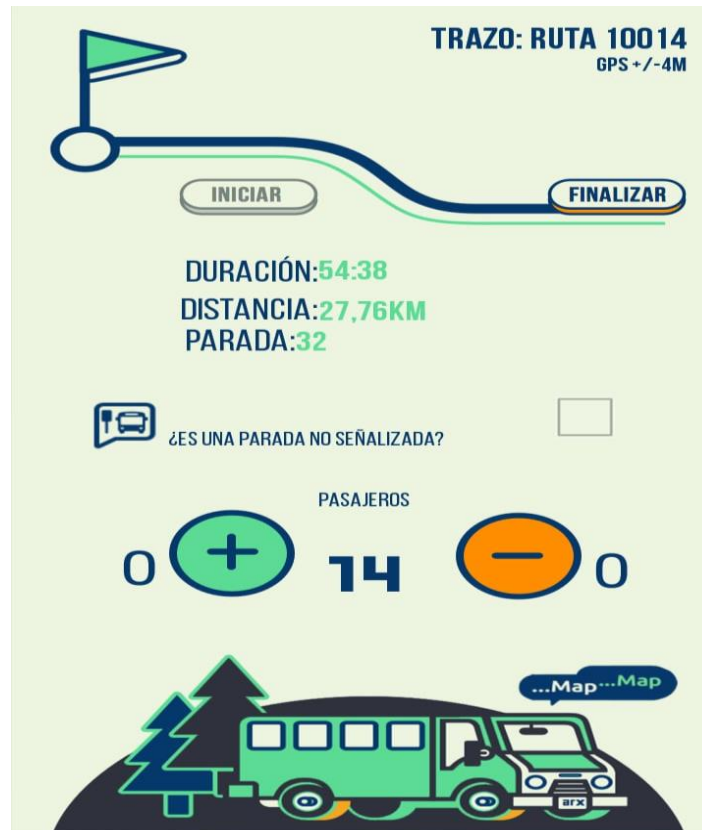 TRAZO: RUTA 10014
GPS +/-4M
INICIAR
FINALIZAR
DURACIÓN:54:38
DISTANCIA:27,76KM
PARADA:32
¿ES UNA PARADA NO SEÑALIZADA?
PASAJEROS
0 + 14 - 0
...Map...Map
arx